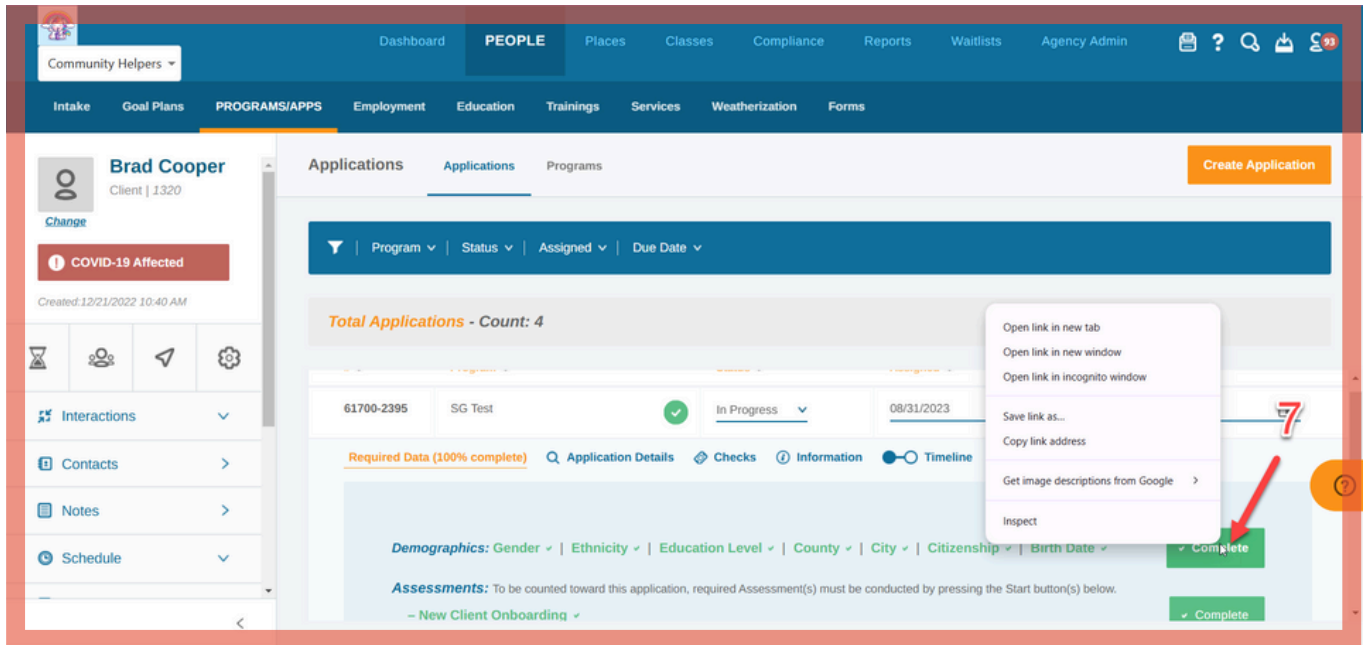 Dashboard PEOPLE Places Classes Compliance Reports Waitlists Agency Admin 93
Community Helpers
Intake Goal Plans PROGRAMS/APPS Employment Education Trainings Services Weatherization Forms
Brad Cooper
Client | 1320
Change
Applications Applications Programs Create Application
COVID-19 Affected
Created:12/21/2022 10:40 AM
Program | Status | Assigned | Due Date
Total Applications - Count: 4
Interactions
Contacts
Notes
Schedule
61700-2395 SG Test In Progress 08/31/2023
Required Data (100% complete) Application Details Checks Information Timeline
Demographics: Gender | Ethnicity | Education Level | County | City | Citizenship | Birth Date Complete
Assessments: To be counted toward this application, required Assessment(s) must be conducted by pressing the Start button(s) below.
– New Client Onboarding Complete
Open link in new tab
Open link in new window
Open link in incognito window
Save link as...
Copy link address
Get image descriptions from Google
Inspect
7